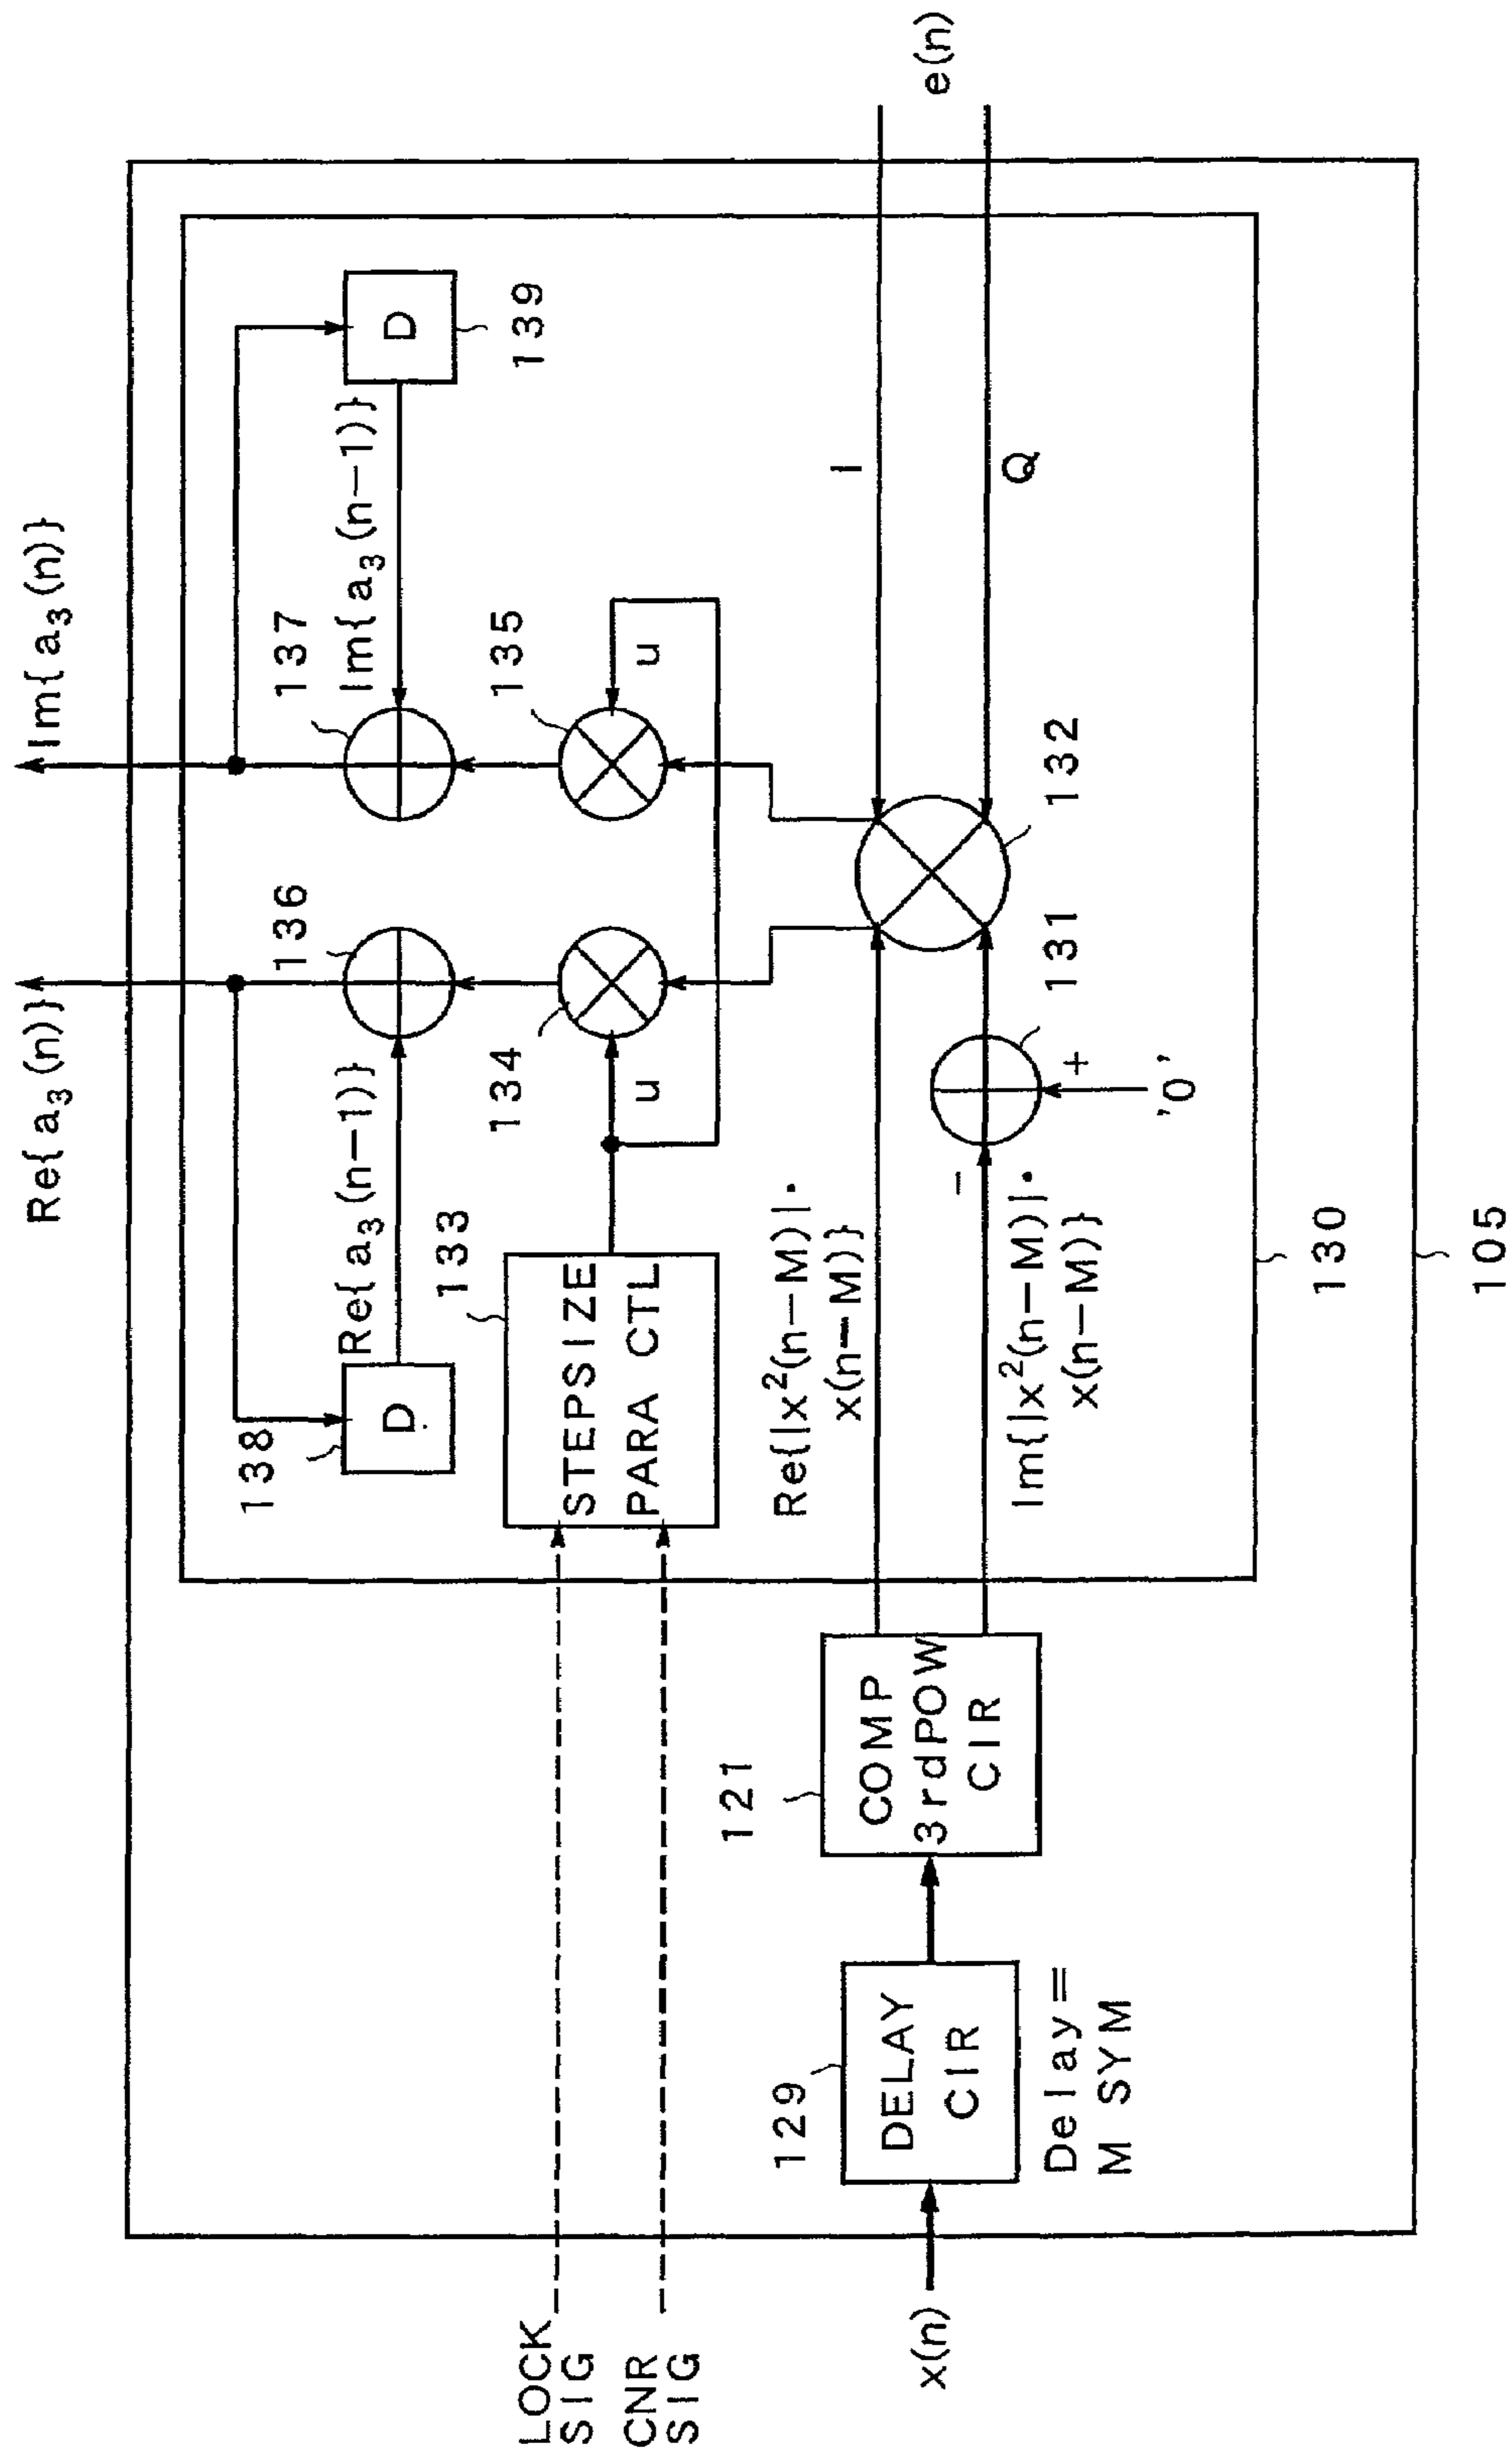 Re{a₃(n)}
Im{a₃(n)}
138
D
Re{a₃(n−1)}
136
137
Im{a₃(n−1)}
D
139
LOCK
SIG
CNR
SIG
133
STEPSIZE
PARA CTL
134
u
135
u
x(n)
129
DELAY
CIR
Delay=
M SYM
121
COMP
3rdPOW
CIR
Re{|x²(n−M)|·
x(n−M)}
Im{|x²(n−M)|·
x(n−M)}
−
+
'0'
131
132
I
Q
e(n)
130
105